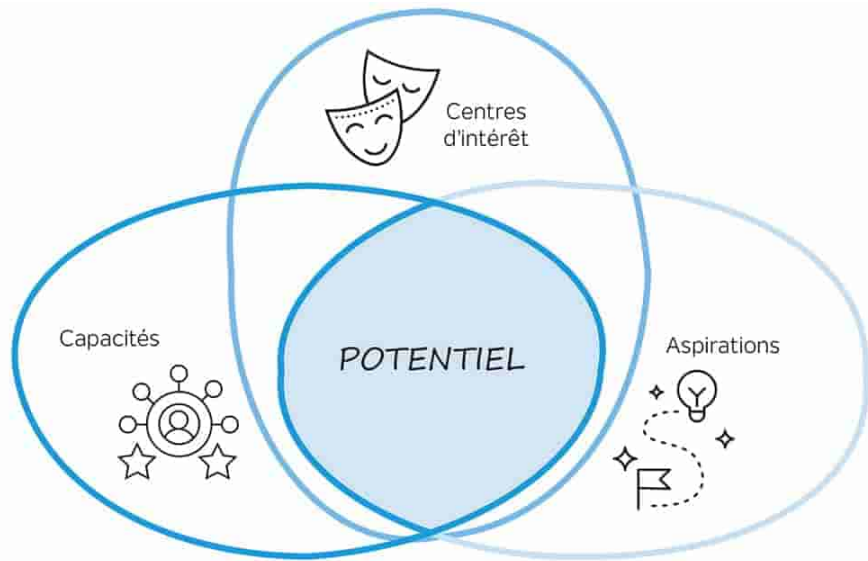 Centres
d'intérêt
Capacités
POTENTIEL
Aspirations